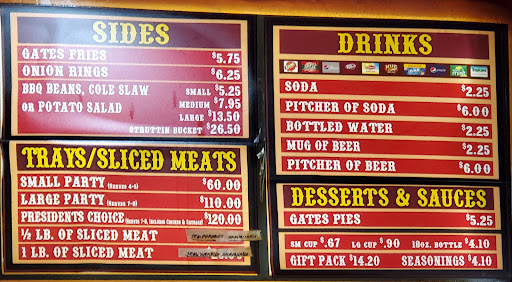 SIDES
GATES FRIES $5.75
ONION RINGS $6.25
BBQ BEANS, COLE SLAW SMALL $5.25
OR POTATO SALAD MEDIUM $7.95
LARGE $13.50
STRUTTIN BUCKET $26.50
TRAYS/SLICED MEATS
SMALL PARTY (SERVES 4-6) $60.00
LARGE PARTY (SERVES 7-9) $110.00
PRESIDENTS CHOICE $120.00
½ LB. OF SLICED MEAT
1 LB. OF SLICED MEAT
DRINKS
SODA $2.25
PITCHER OF SODA $6.00
BOTTLED WATER $2.25
MUG OF BEER $2.25
PITCHER OF BEER $6.00
DESSERTS & SAUCES
GATES PIES $5.25
SM CUP $.67 LG CUP $.90 18OZ. BOTTLE $4.10
GIFT PACK $14.20 SEASONINGS $4.10